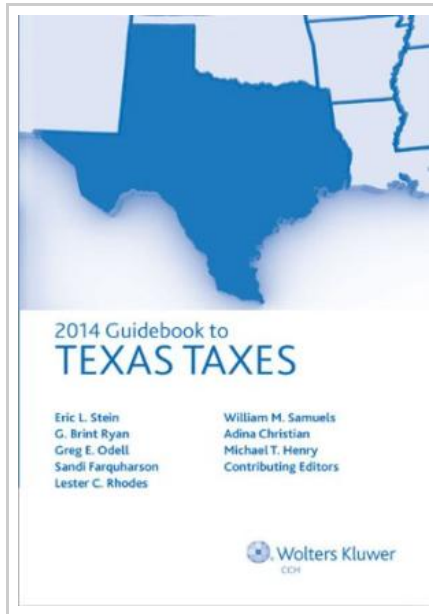 2014 Guidebook to
TEXAS TAXES
Eric L. Stein
G. Brint Ryan
Greg E. Odell
Sandi Farquharson
Lester C. Rhodes
William M. Samuels
Adina Christian
Michael T. Henry
Contributing Editors
Wolters Kluwer
CCH